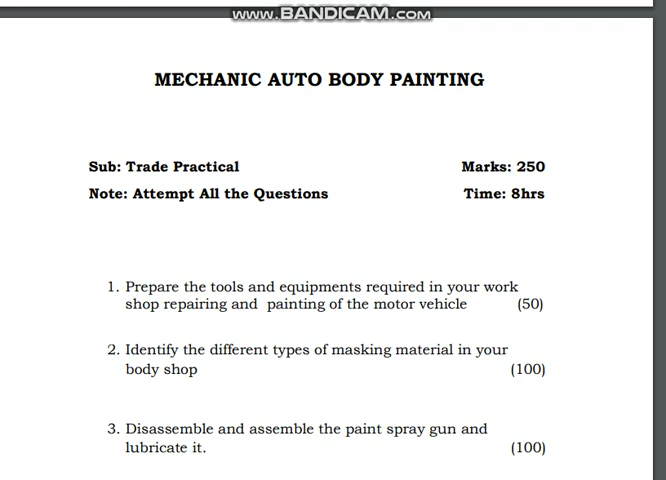 www.BANDICAM.com
MECHANIC AUTO BODY PAINTING
Sub: Trade Practical Marks: 250
Note: Attempt All the Questions Time: 8hrs
1. Prepare the tools and equipments required in your work
shop repairing and painting of the motor vehicle (50)
2. Identify the different types of masking material in your
body shop (100)
3. Disassemble and assemble the paint spray gun and
lubricate it. (100)